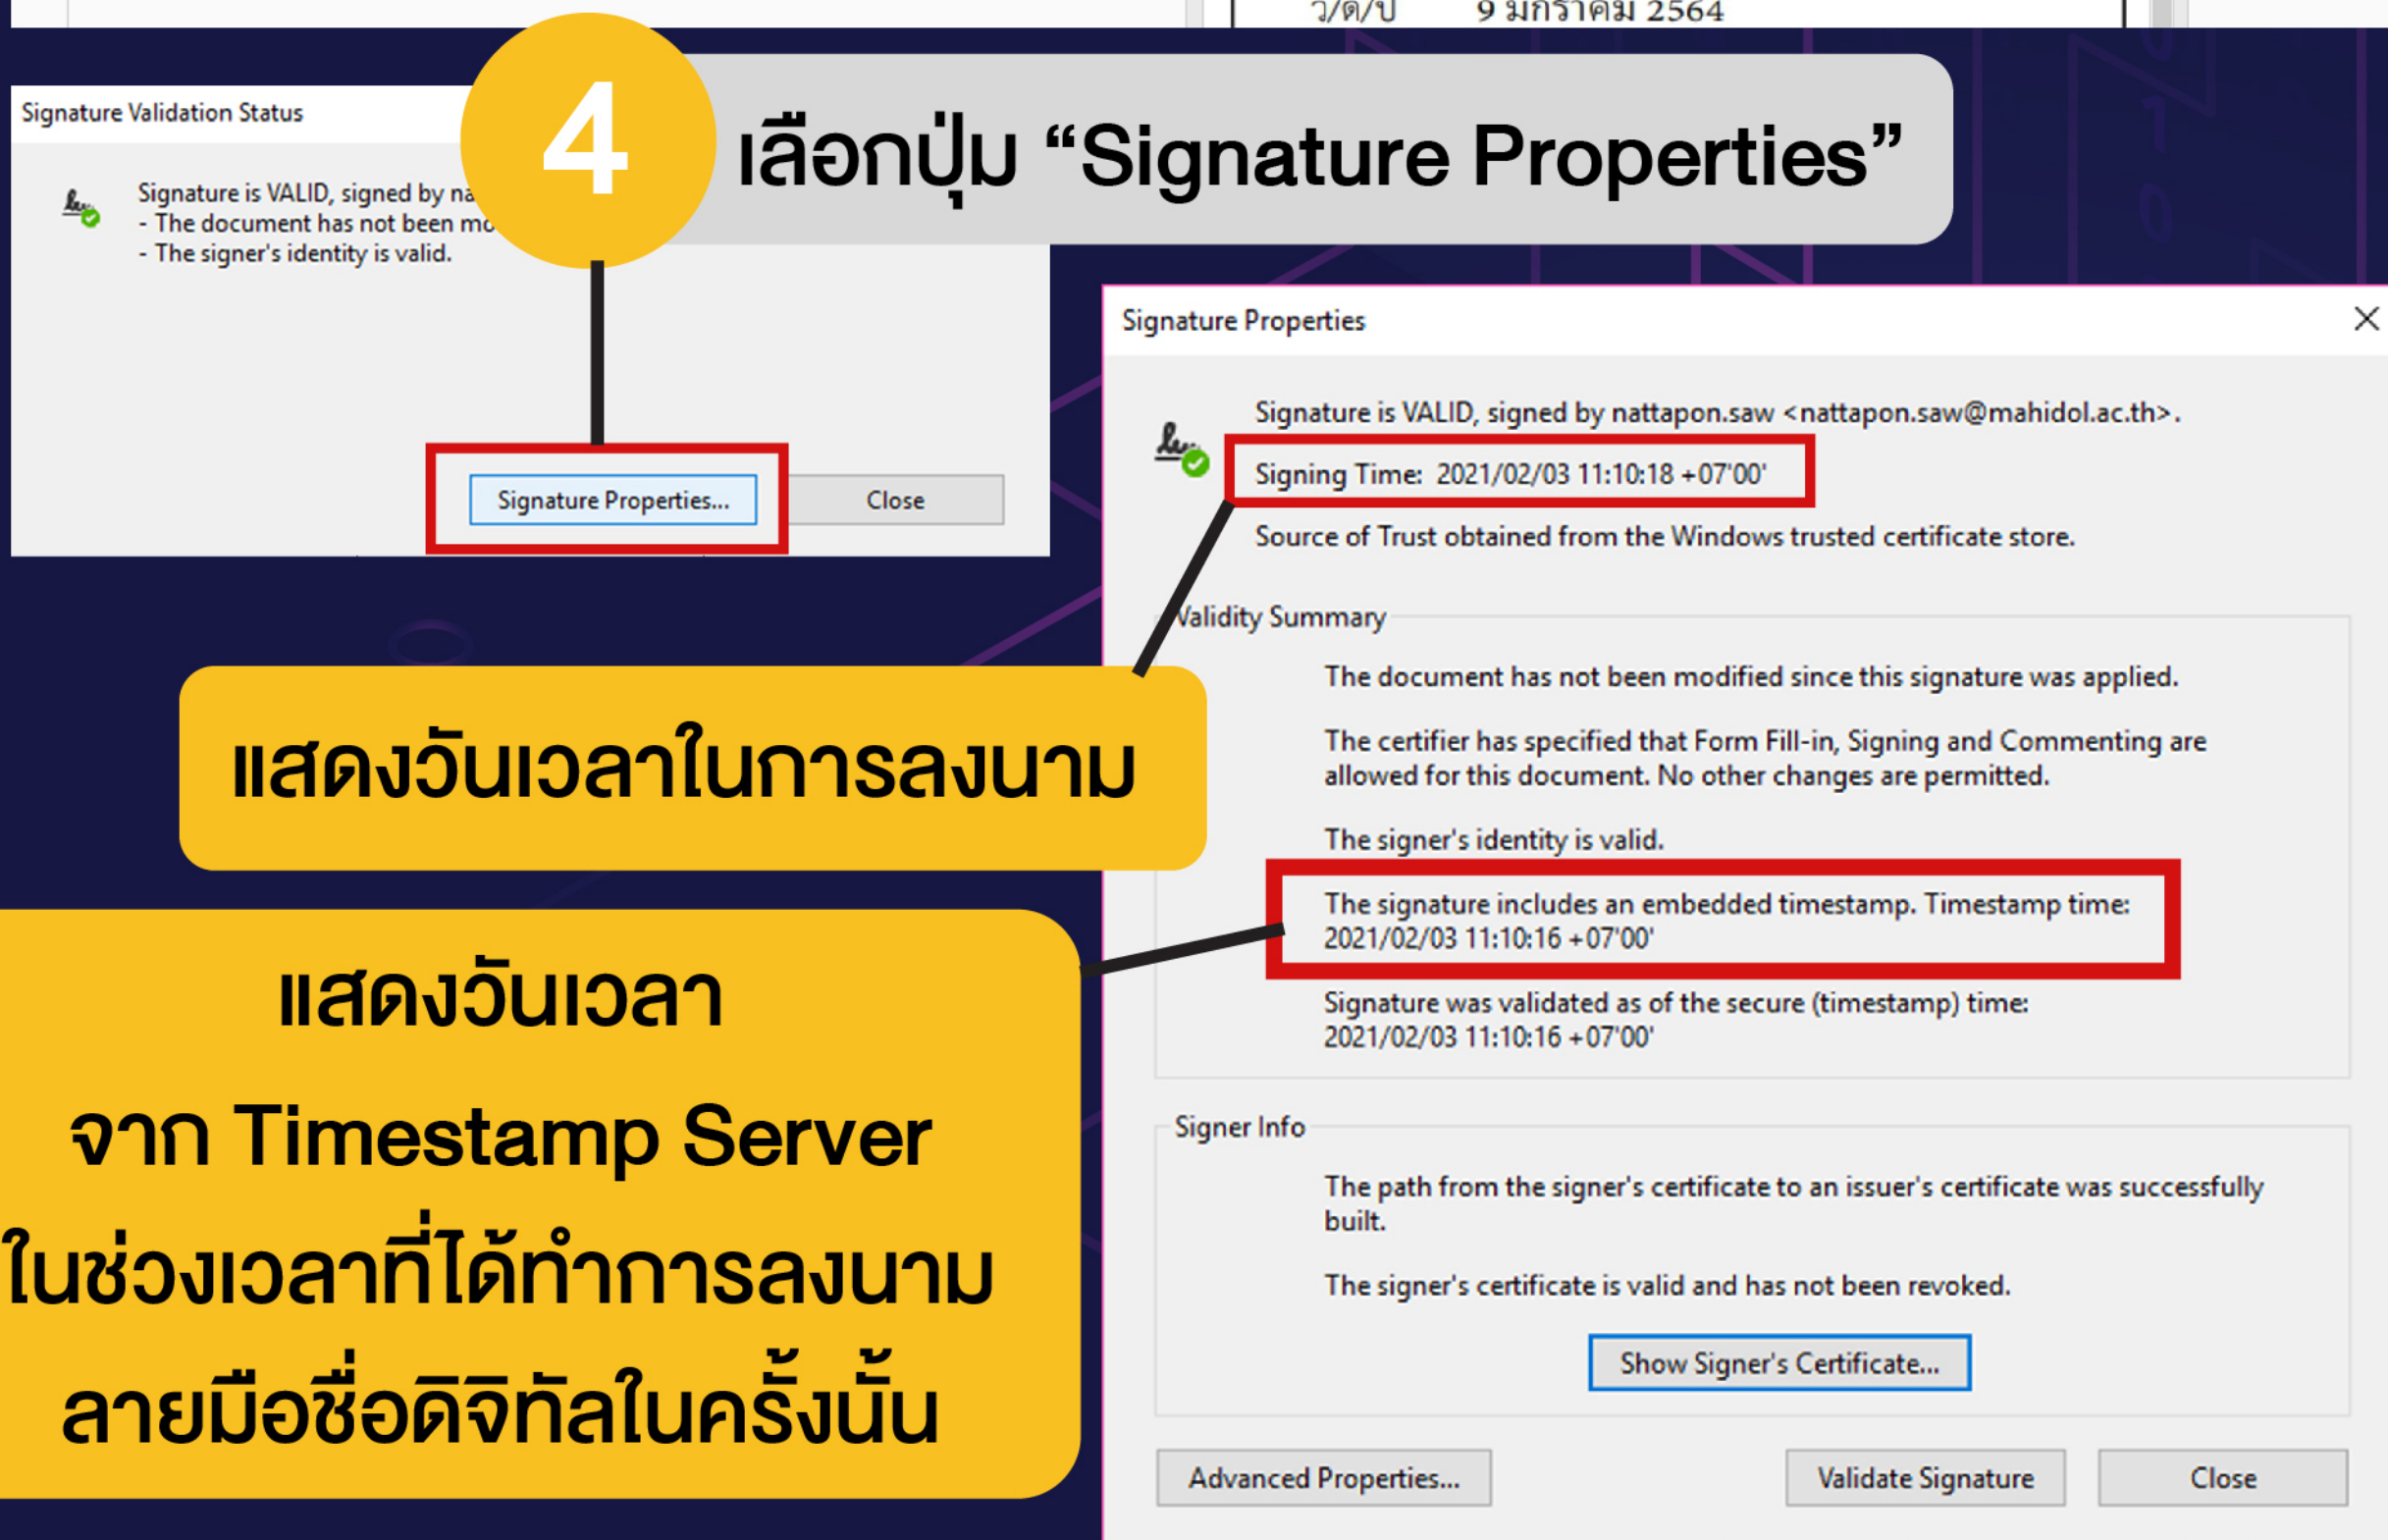 ว/ด/ป 9 มกราคม 2564
4
เลือกปุ่ม “Signature Properties”
Signature Validation Status
Signature is VALID, signed by na
- The document has not been mo
- The signer's identity is valid.
Signature Properties...
Close
Signature Properties
Signature is VALID, signed by nattapon.saw <nattapon.saw@mahidol.ac.th>.
Signing Time: 2021/02/03 11:10:18 +07'00'
Source of Trust obtained from the Windows trusted certificate store.
Validity Summary
The document has not been modified since this signature was applied.
The certifier has specified that Form Fill-in, Signing and Commenting are
allowed for this document. No other changes are permitted.
The signer's identity is valid.
The signature includes an embedded timestamp. Timestamp time:
2021/02/03 11:10:16 +07'00'
Signature was validated as of the secure (timestamp) time:
2021/02/03 11:10:16 +07'00'
Signer Info
The path from the signer's certificate to an issuer's certificate was successfully
built.
The signer's certificate is valid and has not been revoked.
Show Signer's Certificate...
Advanced Properties...
Validate Signature
Close
แสดงวันเวลาในการลงนาม
แสดงวันเวลา
จาก Timestamp Server
ในช่วงเวลาที่ได้ทำการลงนาม
ลายมือชื่อดิจิทัลในครั้งนั้น